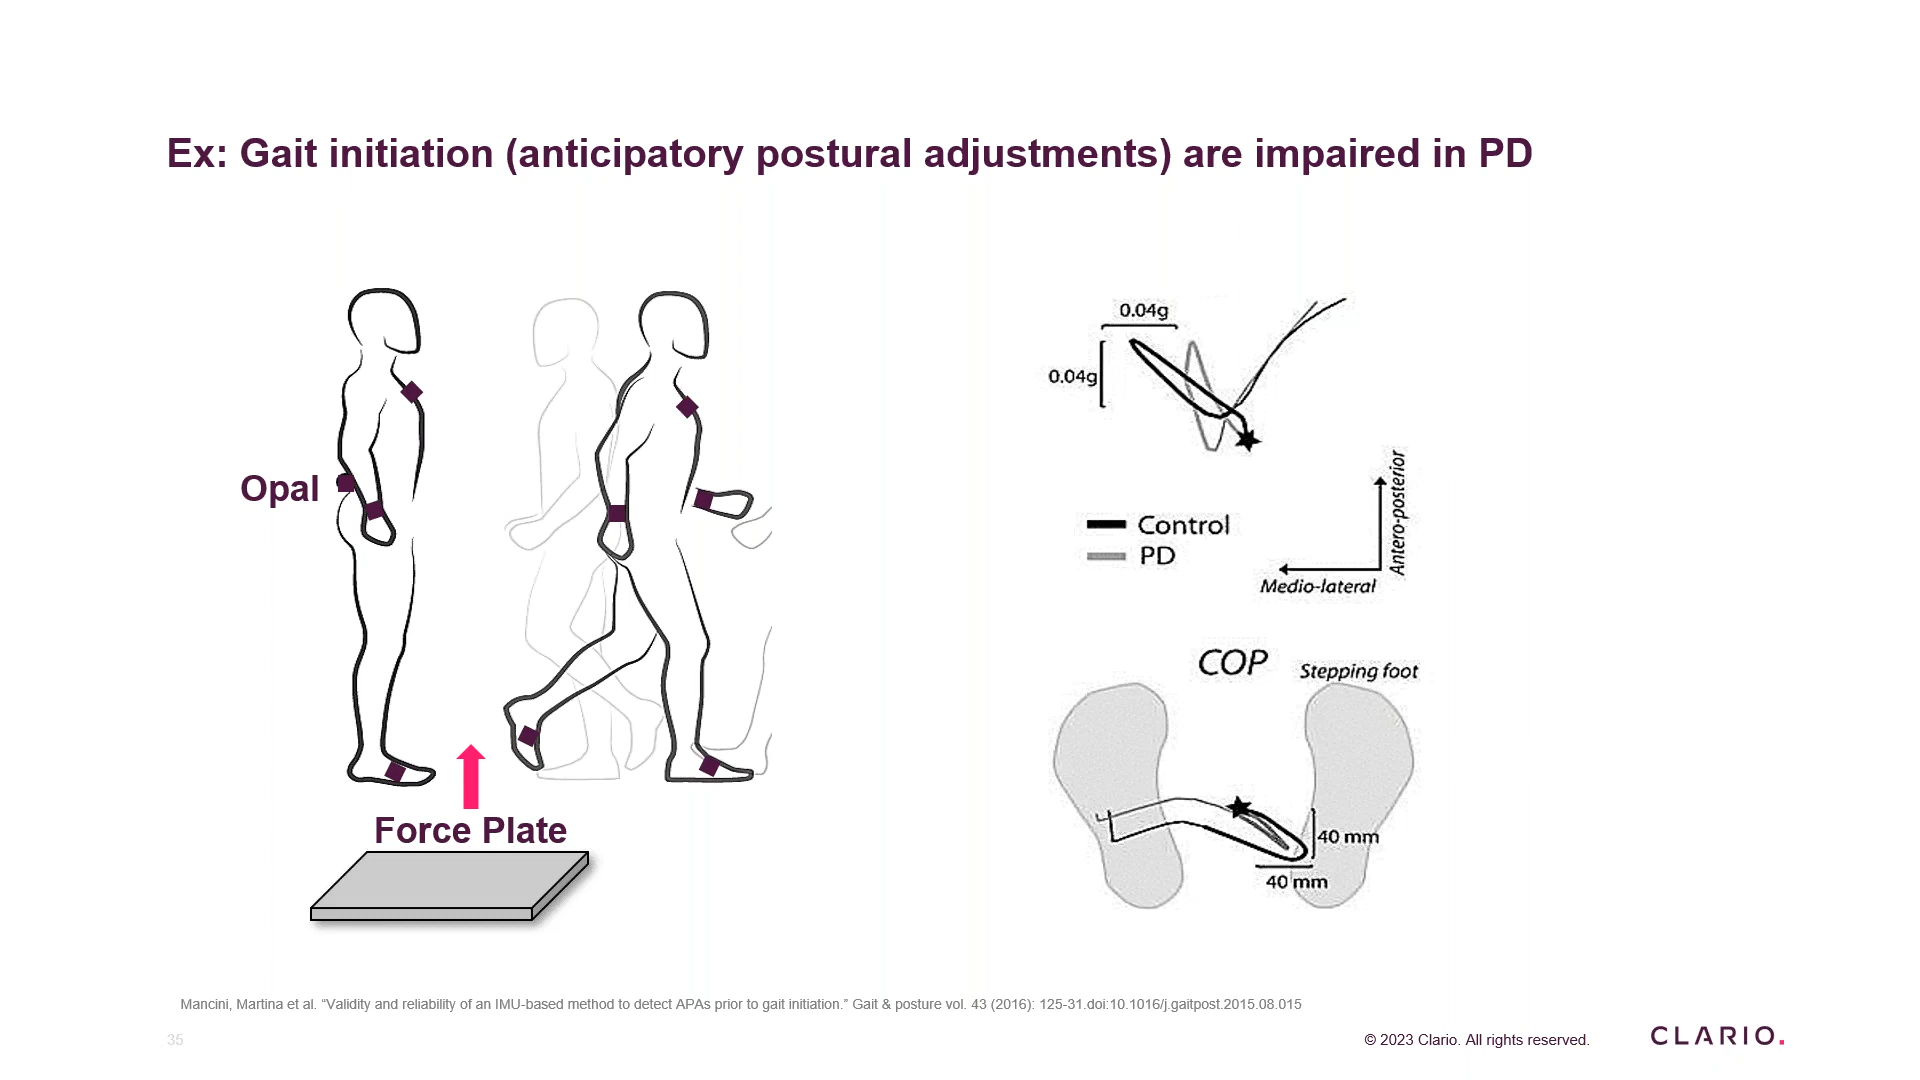 Ex: Gait initiation (anticipatory postural adjustments) are impaired in PD
Opal
Force Plate
0.04g
0.04g
Control
PD
Antero-posterior
Medio-lateral
COP
Stepping foot
40 mm
40 mm
Mancini, Martina et al. “Validity and reliability of an IMU-based method to detect APAs prior to gait initiation.” Gait & posture vol. 43 (2016): 125-31.doi:10.1016/j.gaitpost.2015.08.015
35
© 2023 Clario. All rights reserved.
CLARIO.